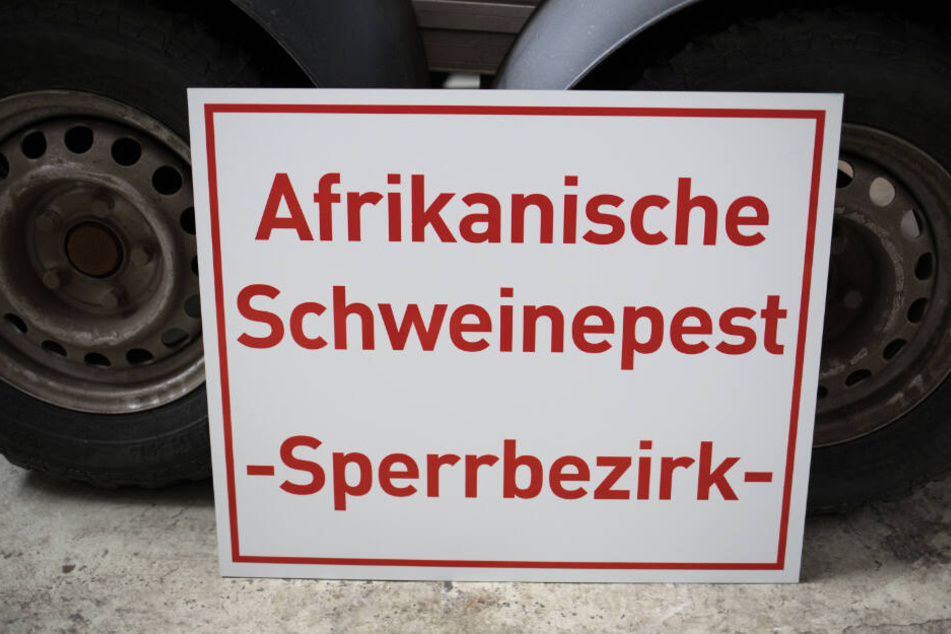 Afrikanische
Schweinepest
-Sperrbezirk-